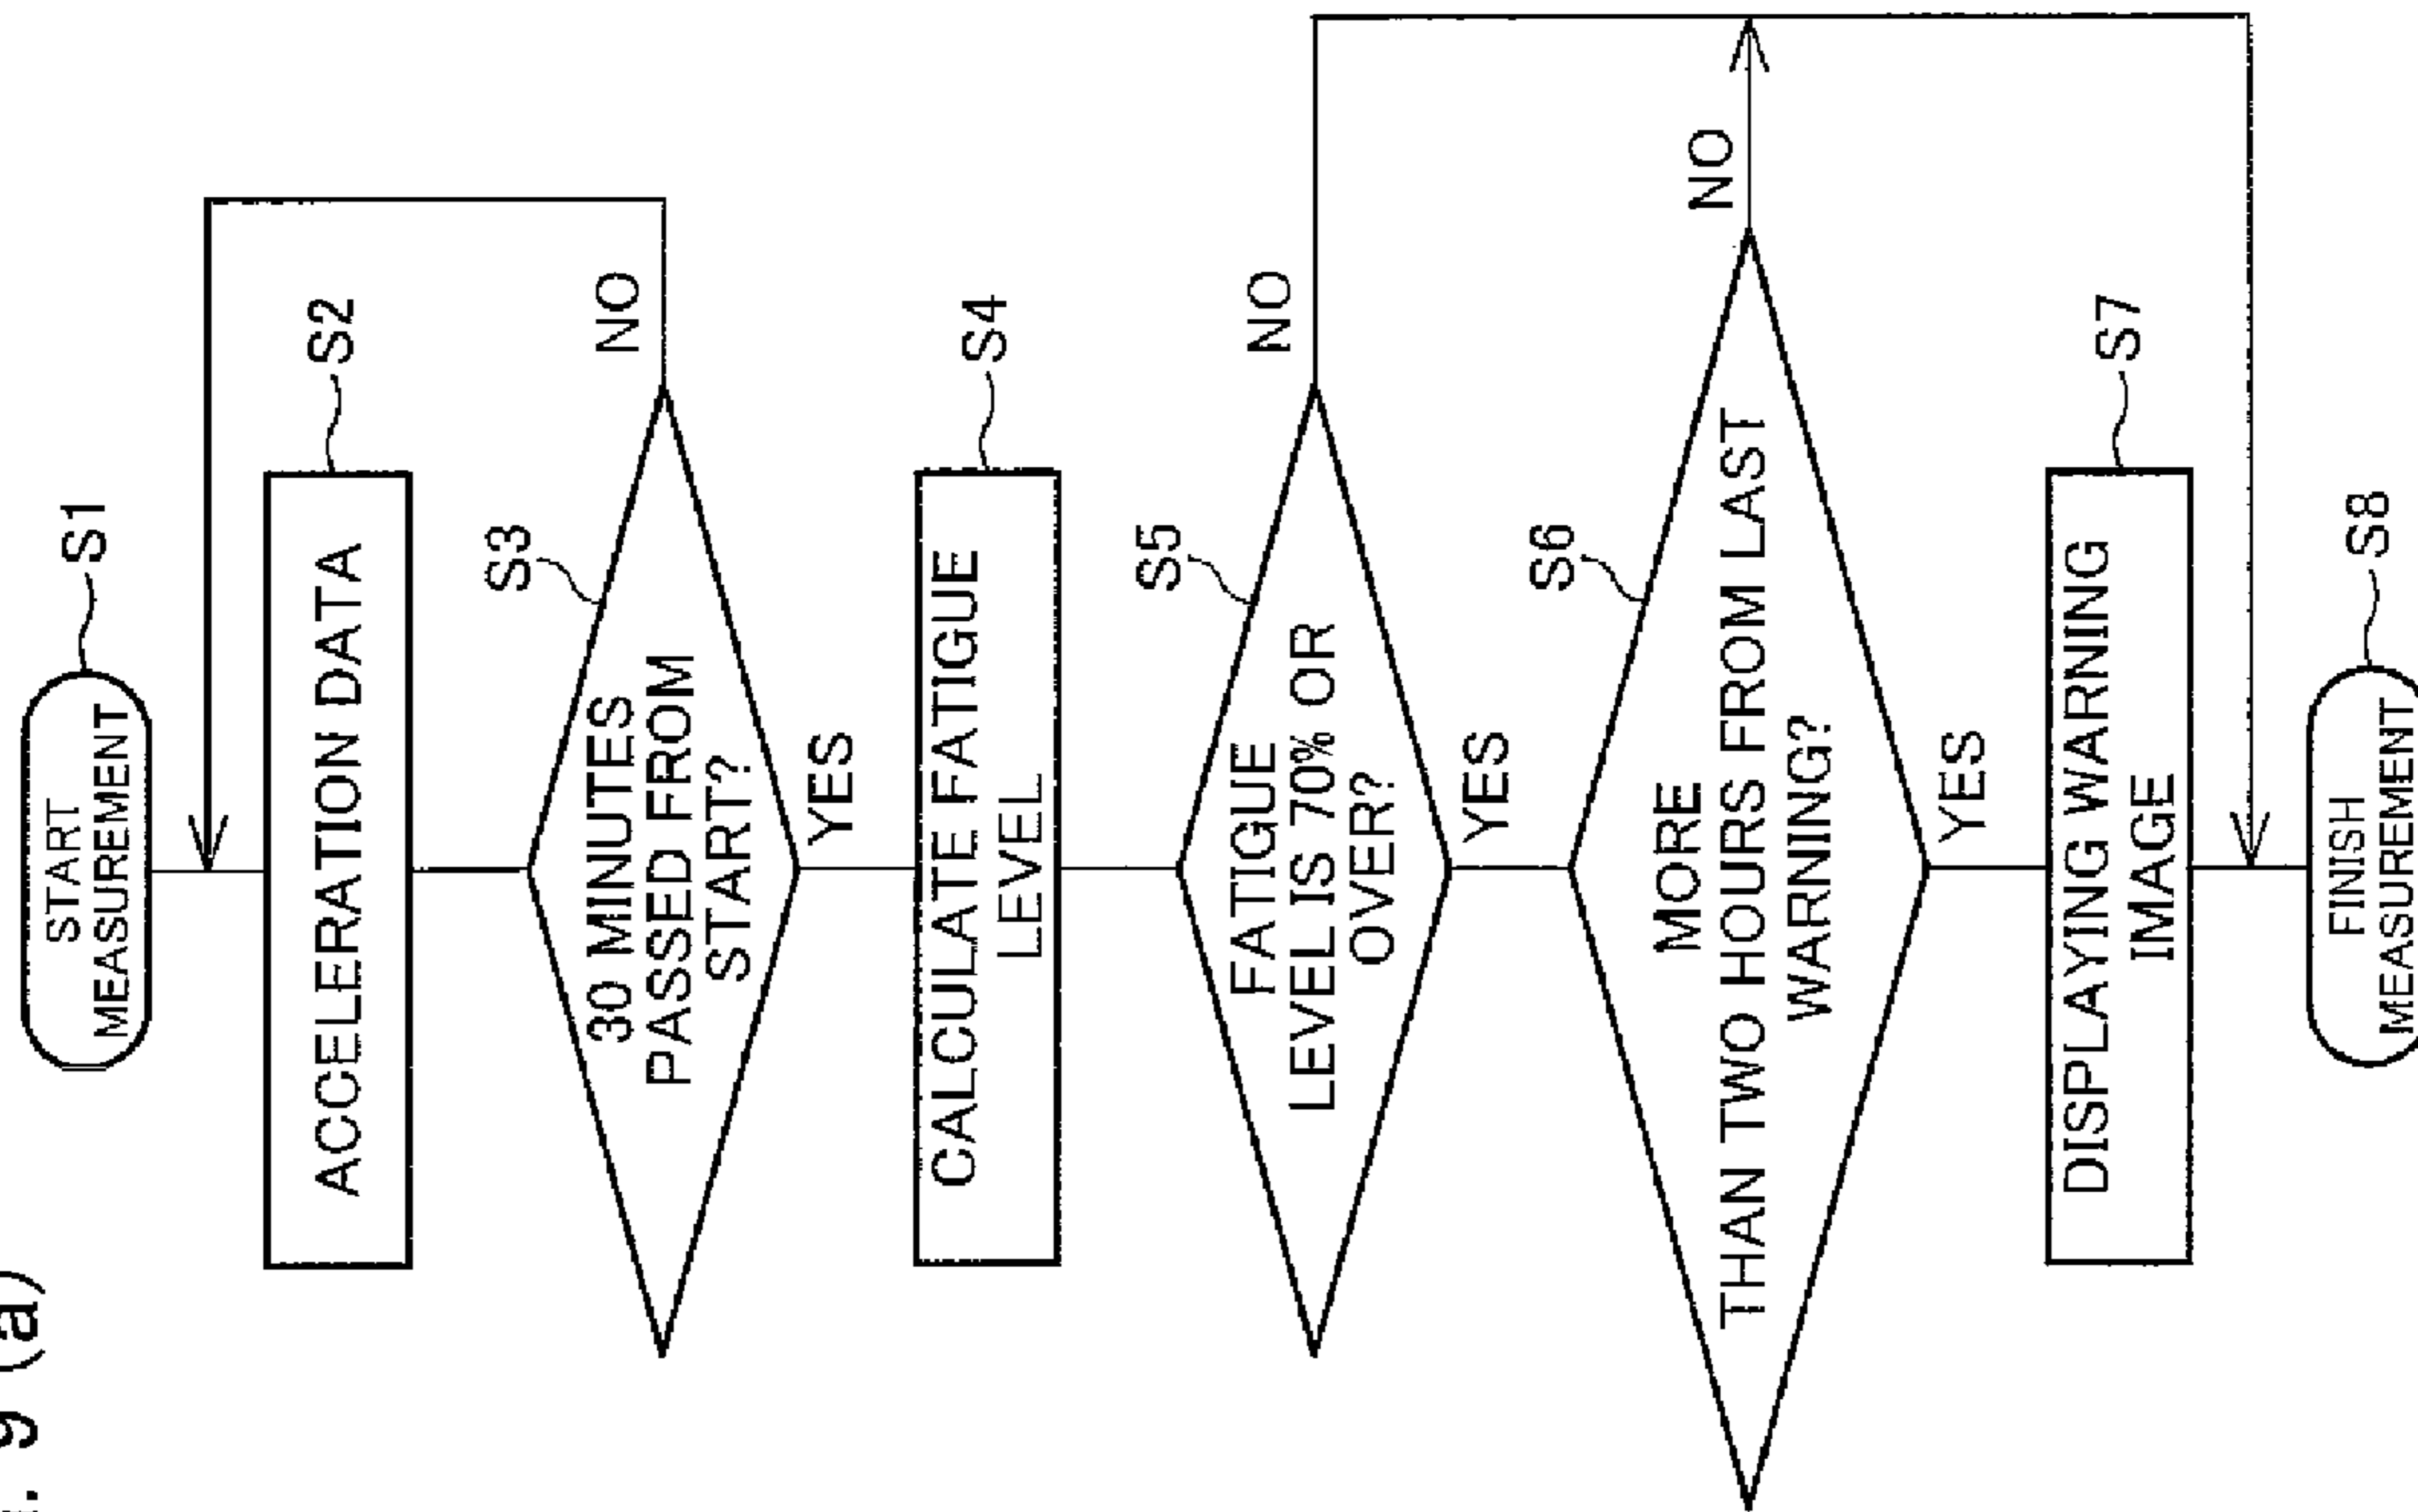 9 (a)
START
MEASUREMENT
S1
ACCELERATION DATA
S2
S3
30 MINUTES
PASSED FROM
START?
NO
YES
CALCULATE FATIGUE
LEVEL
S4
S5
FATIGUE
LEVEL IS 70% OR
OVER?
NO
YES
S6
MORE
THAN TWO HOURS FROM LAST
WARNING?
NO
YES
DISPLAYING WARNING
IMAGE
S7
FINISH
MEASUREMENT
S8